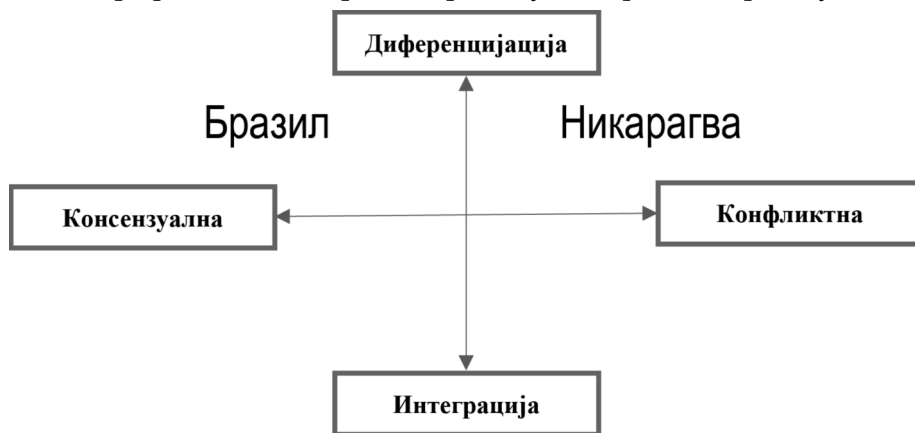 Диференцијација
Бразил Никарагва
Консензуална Конфликтна
Интеграција